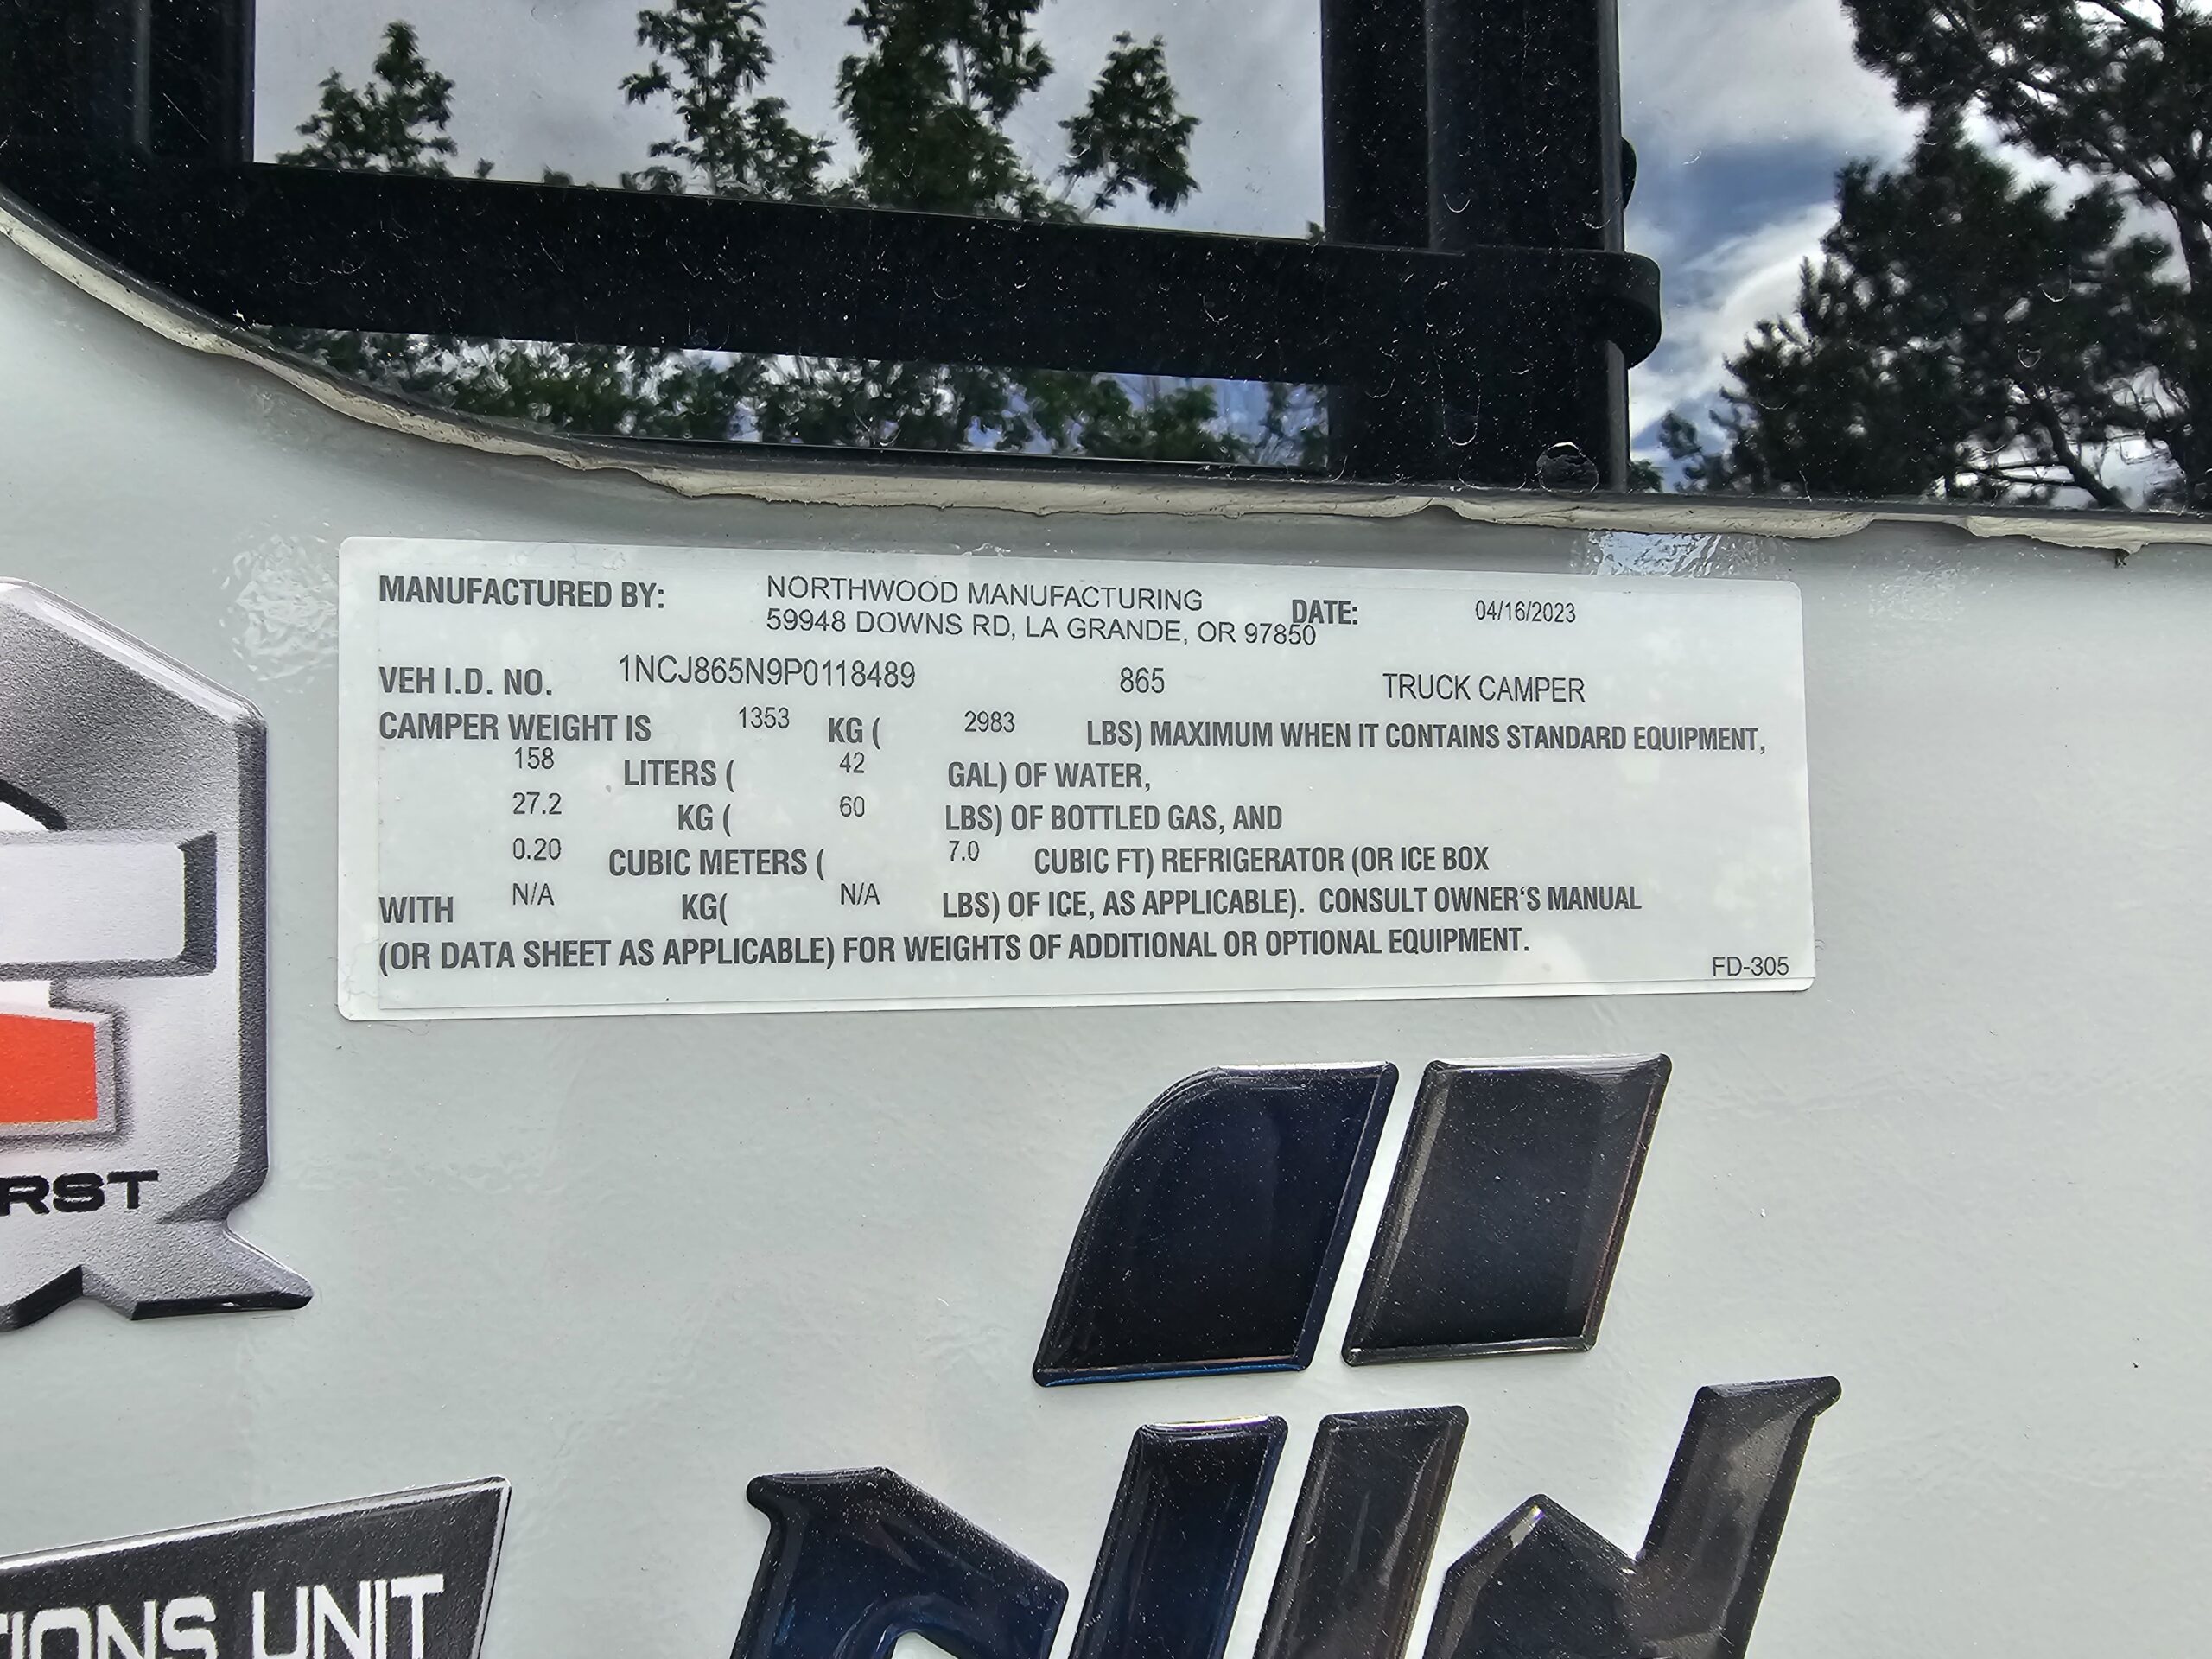 MANUFACTURED BY: NORTHWOOD MANUFACTURING DATE: 04/16/2023
59948 DOWNS RD, LA GRANDE, OR 97850
VEH I.D. NO. 1NCJ865N9P0118489 865 TRUCK CAMPER
CAMPER WEIGHT IS 1353 KG ( 2983 LBS) MAXIMUM WHEN IT CONTAINS STANDARD EQUIPMENT,
158 LITERS ( 42 GAL) OF WATER,
27.2 KG ( 60 LBS) OF BOTTLED GAS, AND
0.20 CUBIC METERS ( 7.0 CUBIC FT) REFRIGERATOR (OR ICE BOX
WITH N/A KG( N/A LBS) OF ICE, AS APPLICABLE). CONSULT OWNER'S MANUAL
(OR DATA SHEET AS APPLICABLE) FOR WEIGHTS OF ADDITIONAL OR OPTIONAL EQUIPMENT.
FD-305
RST
TIONS UNIT